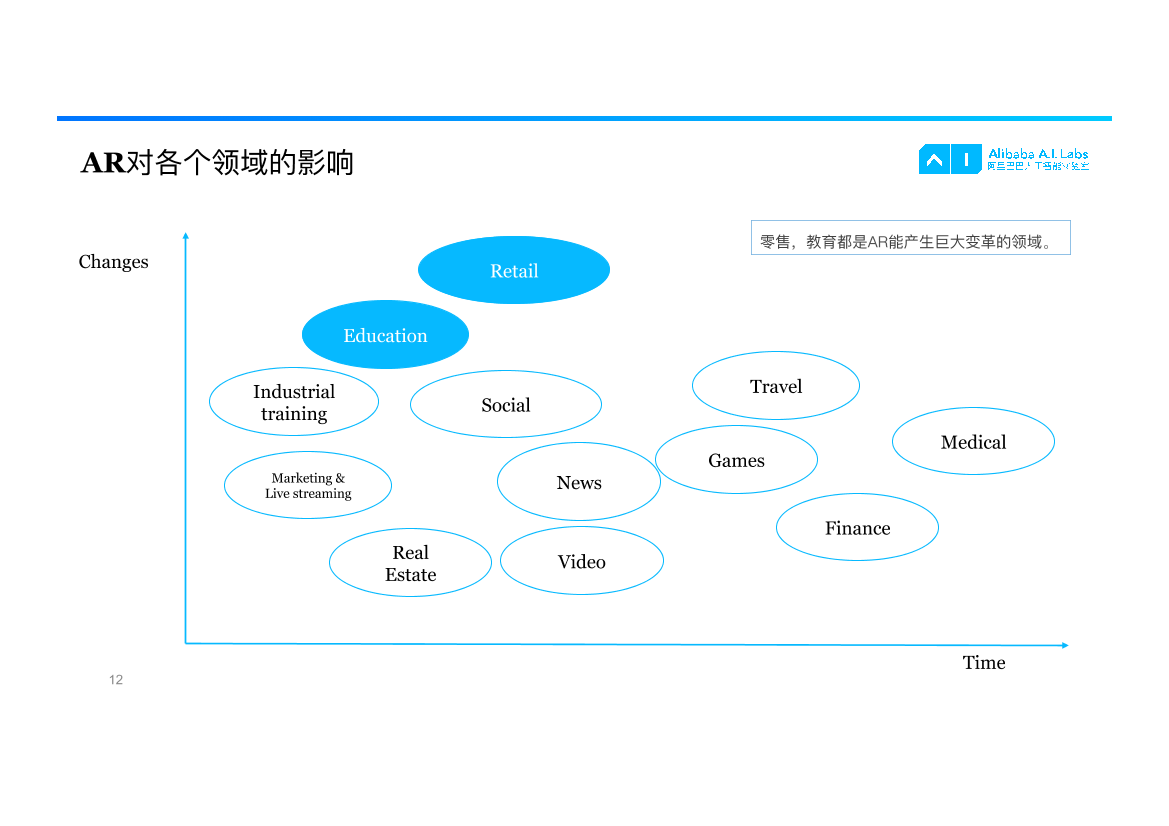 AR对各个领域的影响
Alibaba A.I. Labs
阿里巴巴人工智能实验室
零售，教育都是AR能产生巨大变革的领域。
Changes
Retail
Education
Industrial
training
Social
Travel
Medical
Games
Marketing &
Live streaming
News
Finance
Real
Estate
Video
Time
12